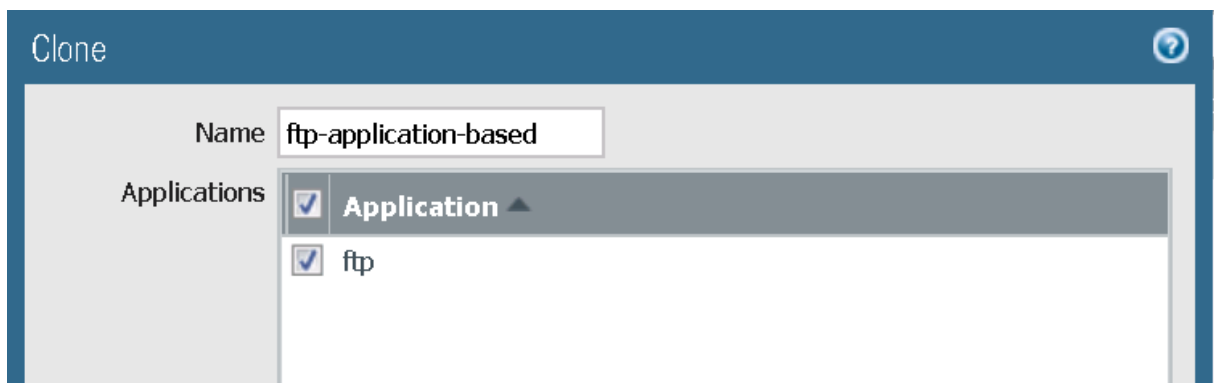 Clone
Name ftp-application-based
Applications
Application
ftp